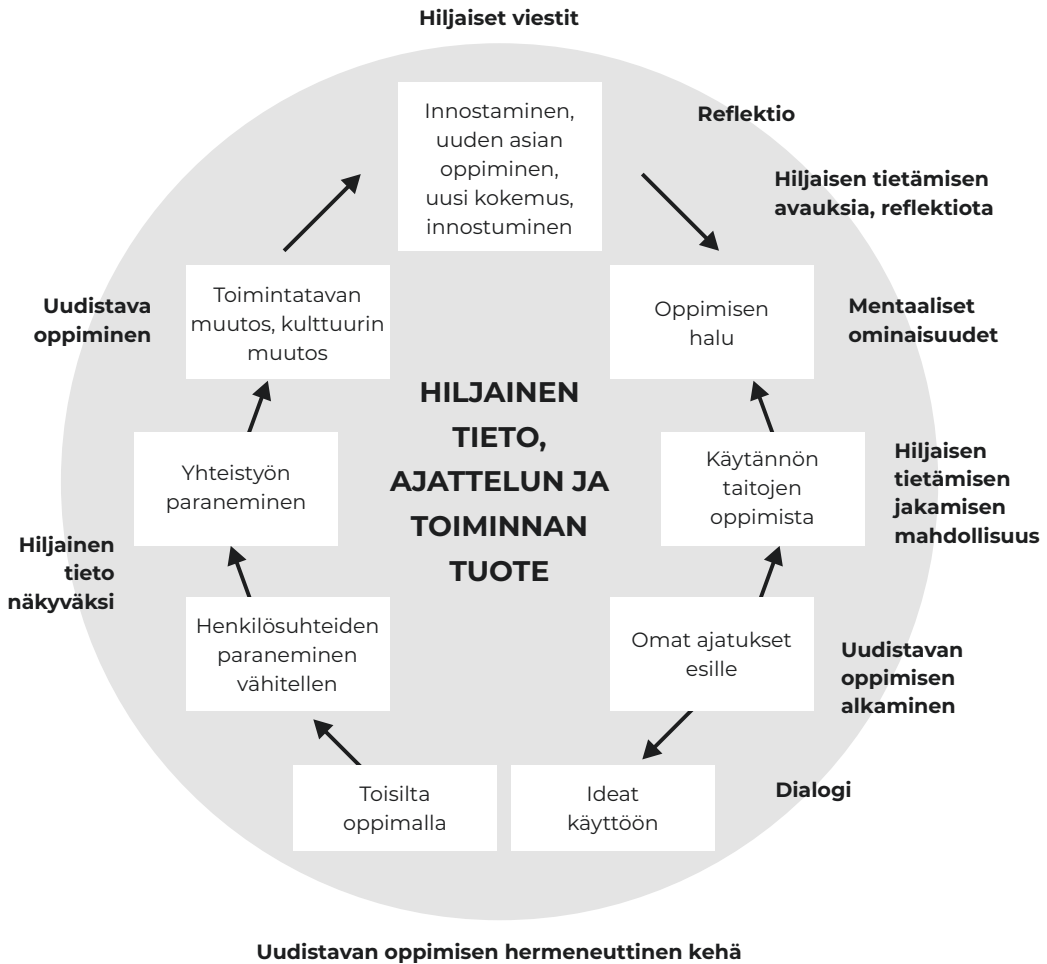 Hiljaiset viestit
Innostaminen,
uuden asian
oppiminen,
uusi kokemus,
innostuminen
Reflektio
Hiljaisen tietämisen
avauksia, reflektiota
Oppimisen
halu
Mentaaliset
ominaisuudet
Käytännön
taitojen
oppimista
Hiljaisen
tietämisen
jakamisen
mahdollisuus
Omat ajatukset
esille
Uudistavan
oppimisen
alkaminen
Ideat
käyttöön
Dialogi
Toisilta
oppimalla
Henkilösuhteiden
paraneminen
vähitellen
Hiljainen
tieto
näkyväksi
Yhteistyön
paraneminen
Toimintatavan
muutos, kulttuurin
muutos
Uudistava
oppiminen
HILJAINEN
TIETO,
AJATTELUN JA
TOIMINNAN
TUOTE
Uudistavan oppimisen hermeneuttinen kehä